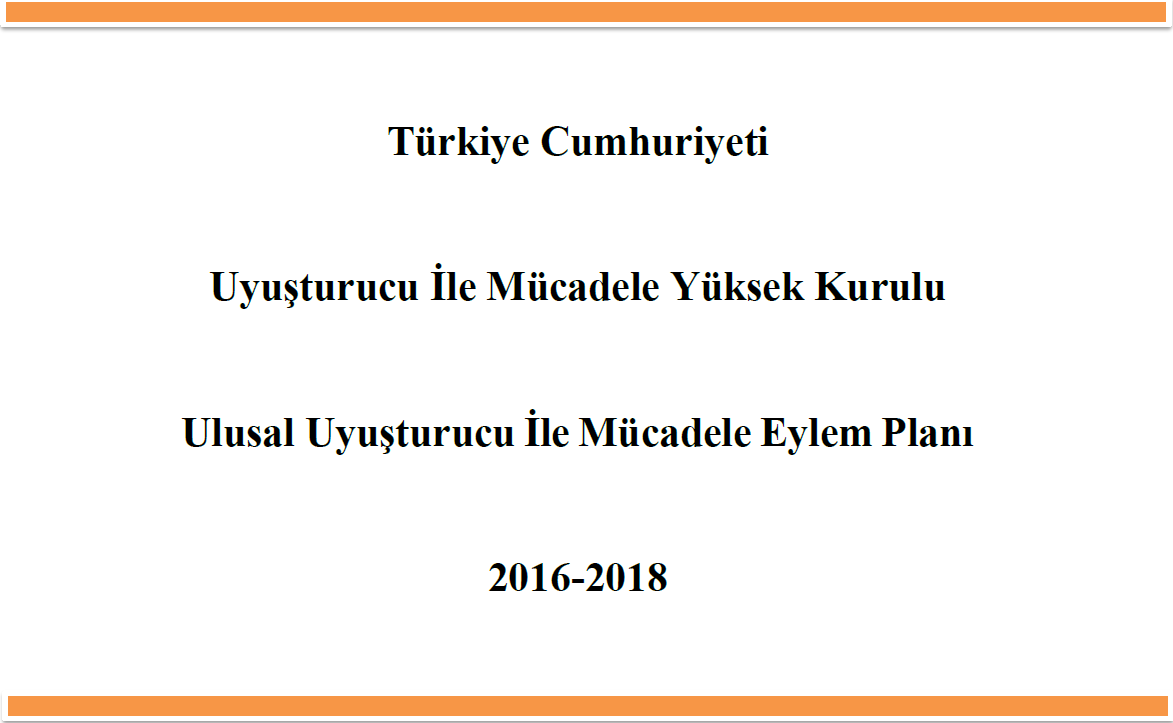 Türkiye Cumhuriyeti
Uyuşturucu İle Mücadele Yüksek Kurulu
Ulusal Uyuşturucu İle Mücadele Eylem Planı
2016-2018